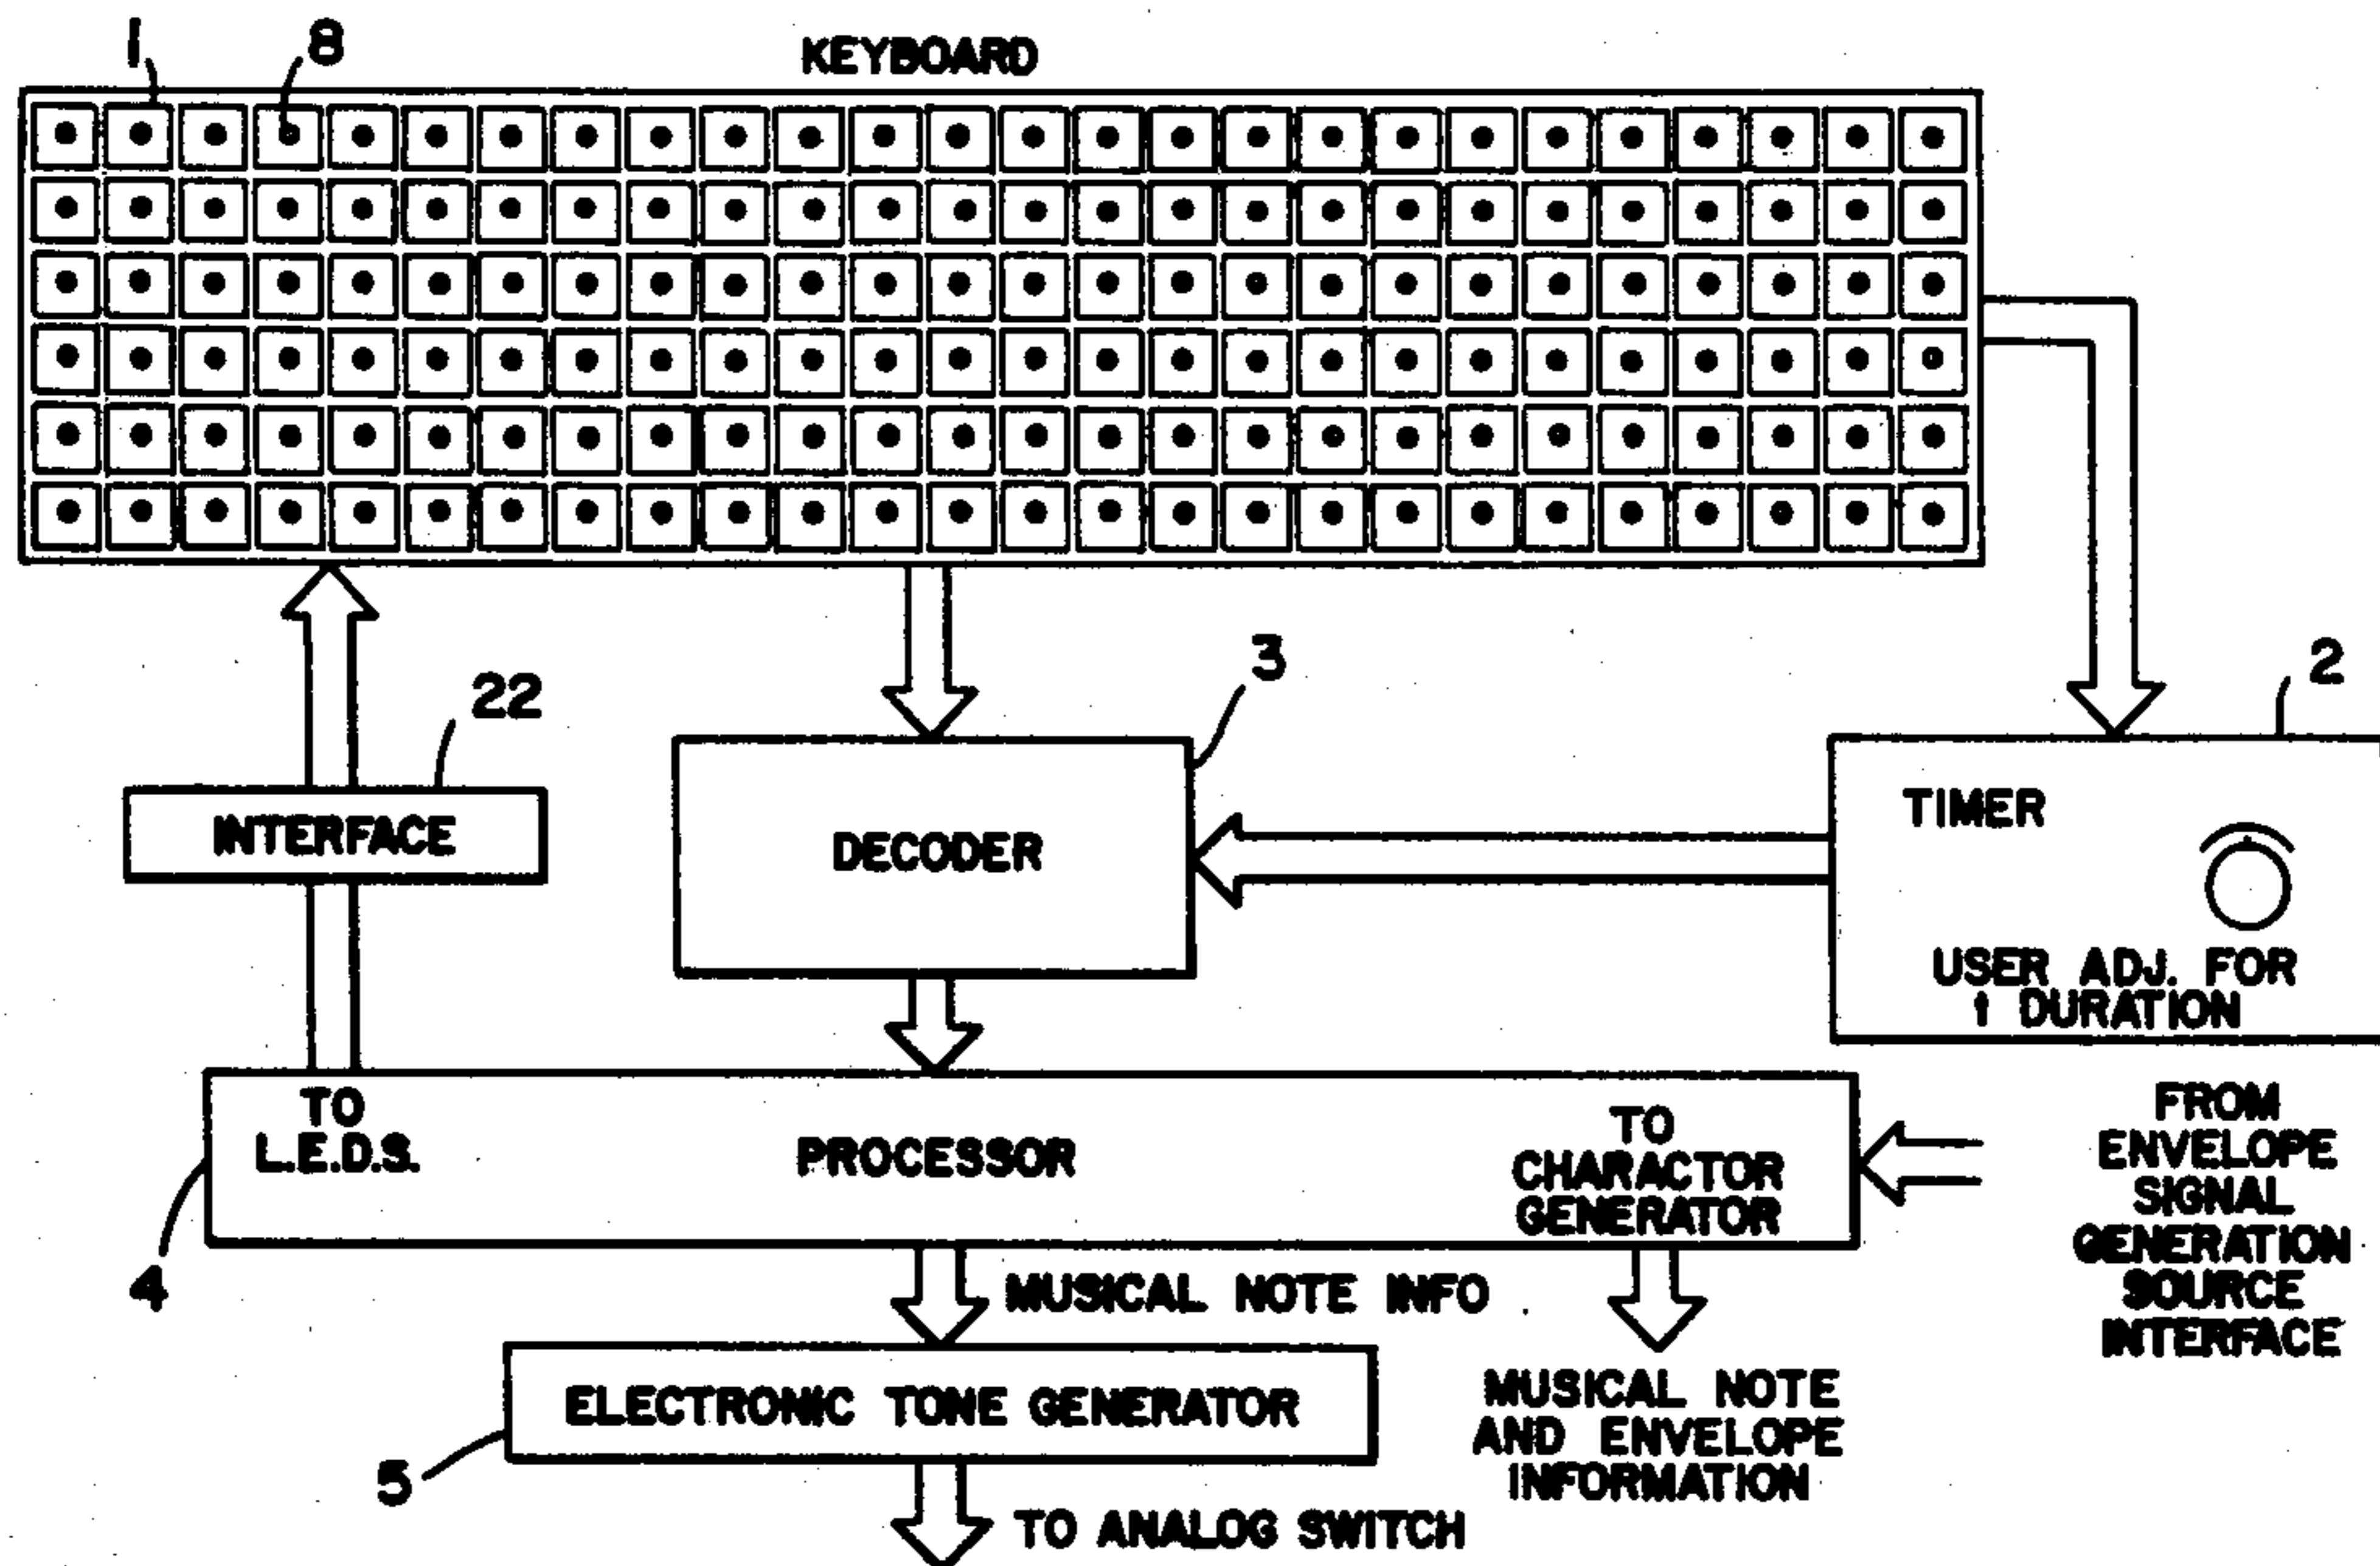 1
8
KEYBOARD
22
3
2
INTERFACE
DECODER
TIMER
USER ADJ. FOR
t DURATION
TO
L.E.D.S.
PROCESSOR
TO
CHARACTOR
GENERATOR
FROM
ENVELOPE
SIGNAL
GENERATION
SOURCE
INTERFACE
4
MUSICAL NOTE INFO
ELECTRONIC TONE GENERATOR
5
MUSICAL NOTE
AND ENVELOPE
INFORMATION
TO ANALOG SWITCH